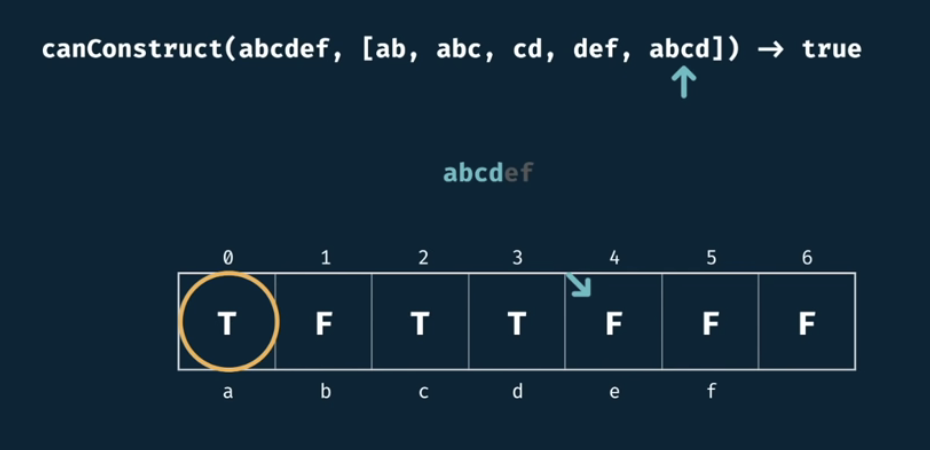 canConstruct(abcdef, [ab, abc, cd, def, abcd]) → true
abcdef
0 1 2 3 4 5 6
T F T T F F F
a b c d e f